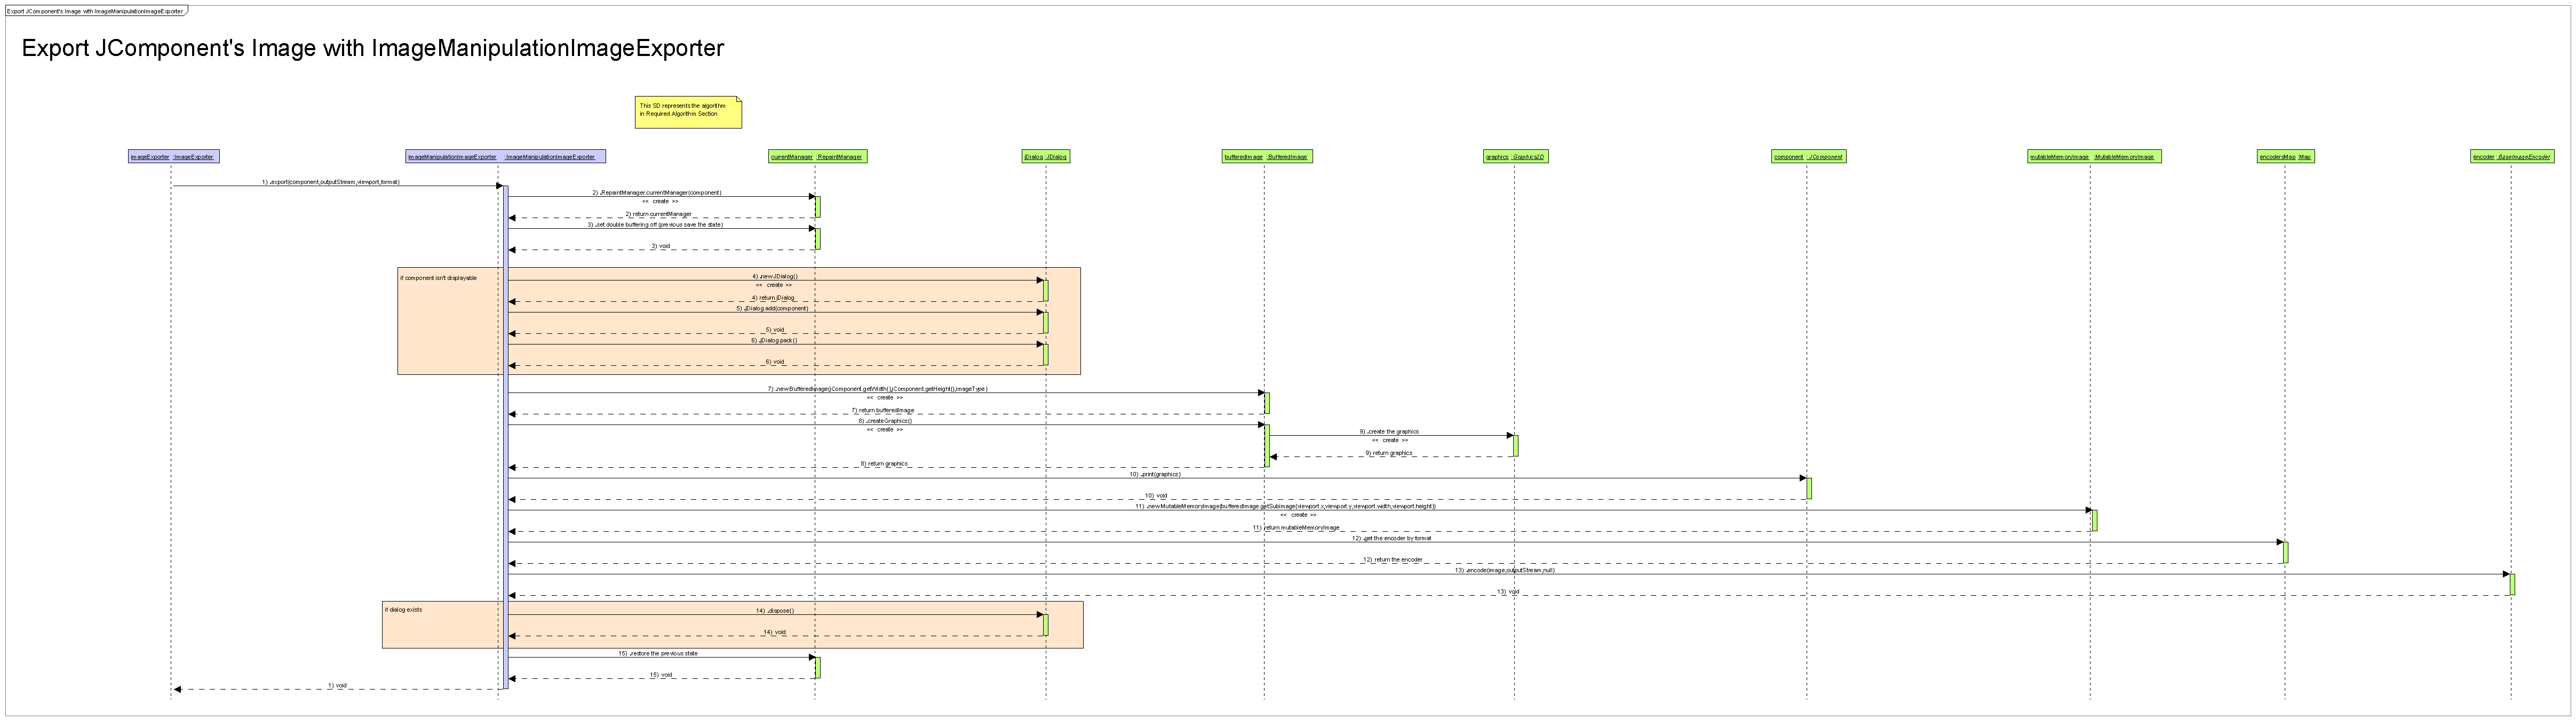 Export JComponent's Image with ImageManipulationImageExporter
Export JComponent's Image with ImageManipulationImageExporter
This SD represents the algorithm
in Required Algorithm Section
imageExporter :ImageExporter
imageManipulationImageExporter :ImageManipulationImageExporter
currentManager :RepaintManager
jDialog :JDialog
bufferedImage :BufferedImage
graphics :Graphics2D
component :JComponent
mutableMemoryImage :MutableMemoryImage
encodersMap :Map
encoder :BaseImageEncoder
1) .export(component,outputStream,viewport,format)
2) .RepaintManager.currentManager(component)
<< create >>
2) return currentManager
3) .set double buffering off (previous save the state)
3) void
if component isn't displayable
4) .new JDialog()
<< create >>
4) return jDialog
5) .jDialog.add(component)
5) void
6) .jDialog.pack()
6) void
7) .new BufferedImage(jComponent.getWidth(),jComponent.getHeight(),imageType)
<< create >>
7) return bufferedImage
8) .createGraphics()
<< create >>
9) .create the graphics
<< create >>
9) return graphics
8) return graphics
10) .print(graphics)
10) void
11) .new MutableMemoryImage(bufferedImage.getSubimage(viewport.x,viewport.y,viewport.width,viewport.height))
<< create >>
11) return mutableMemoryImage
12) .get the encoder by format
12) return the encoder
13) .encode(image,outputStream,null)
13) void
if dialog exists
14) .dispose()
14) void
15) .restore the previous state
15) void
1) void